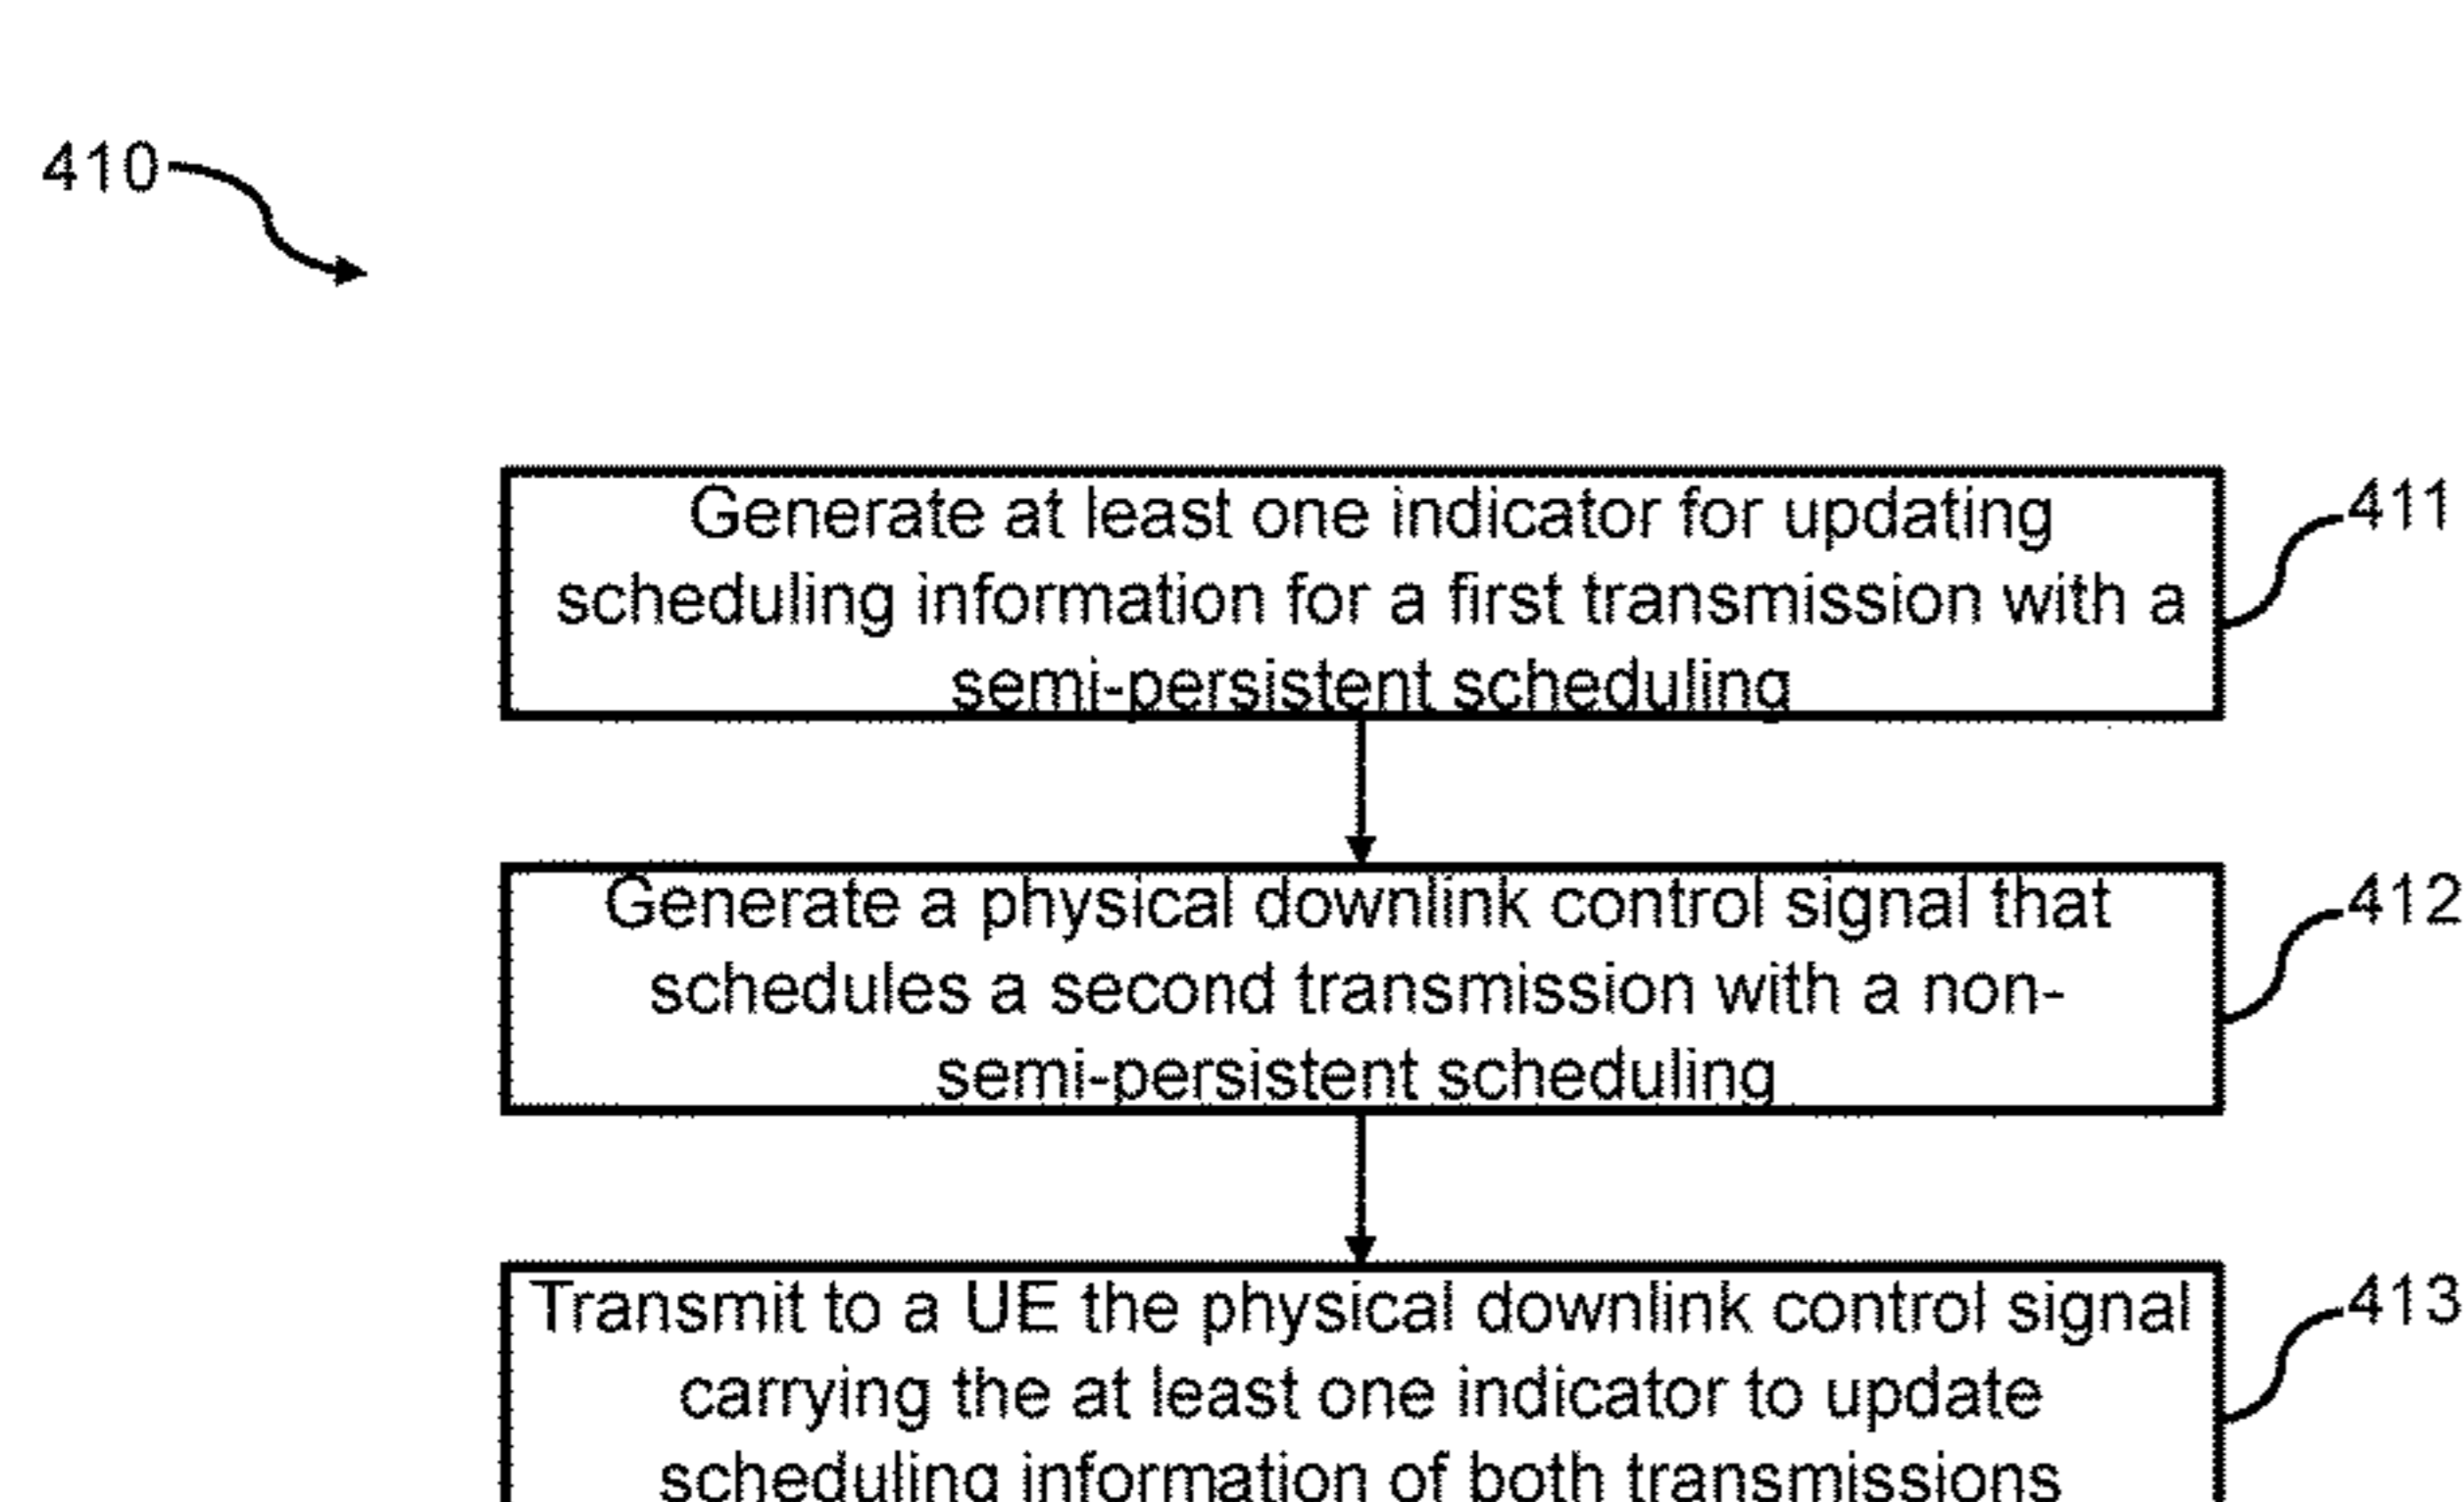 410
Generate at least one indicator for updating
scheduling information for a first transmission with a
semi-persistent scheduling
411
Generate a physical downlink control signal that
schedules a second transmission with a non-
semi-persistent scheduling
412
Transmit to a UE the physical downlink control signal
carrying the at least one indicator to update
scheduling information of both transmissions
413